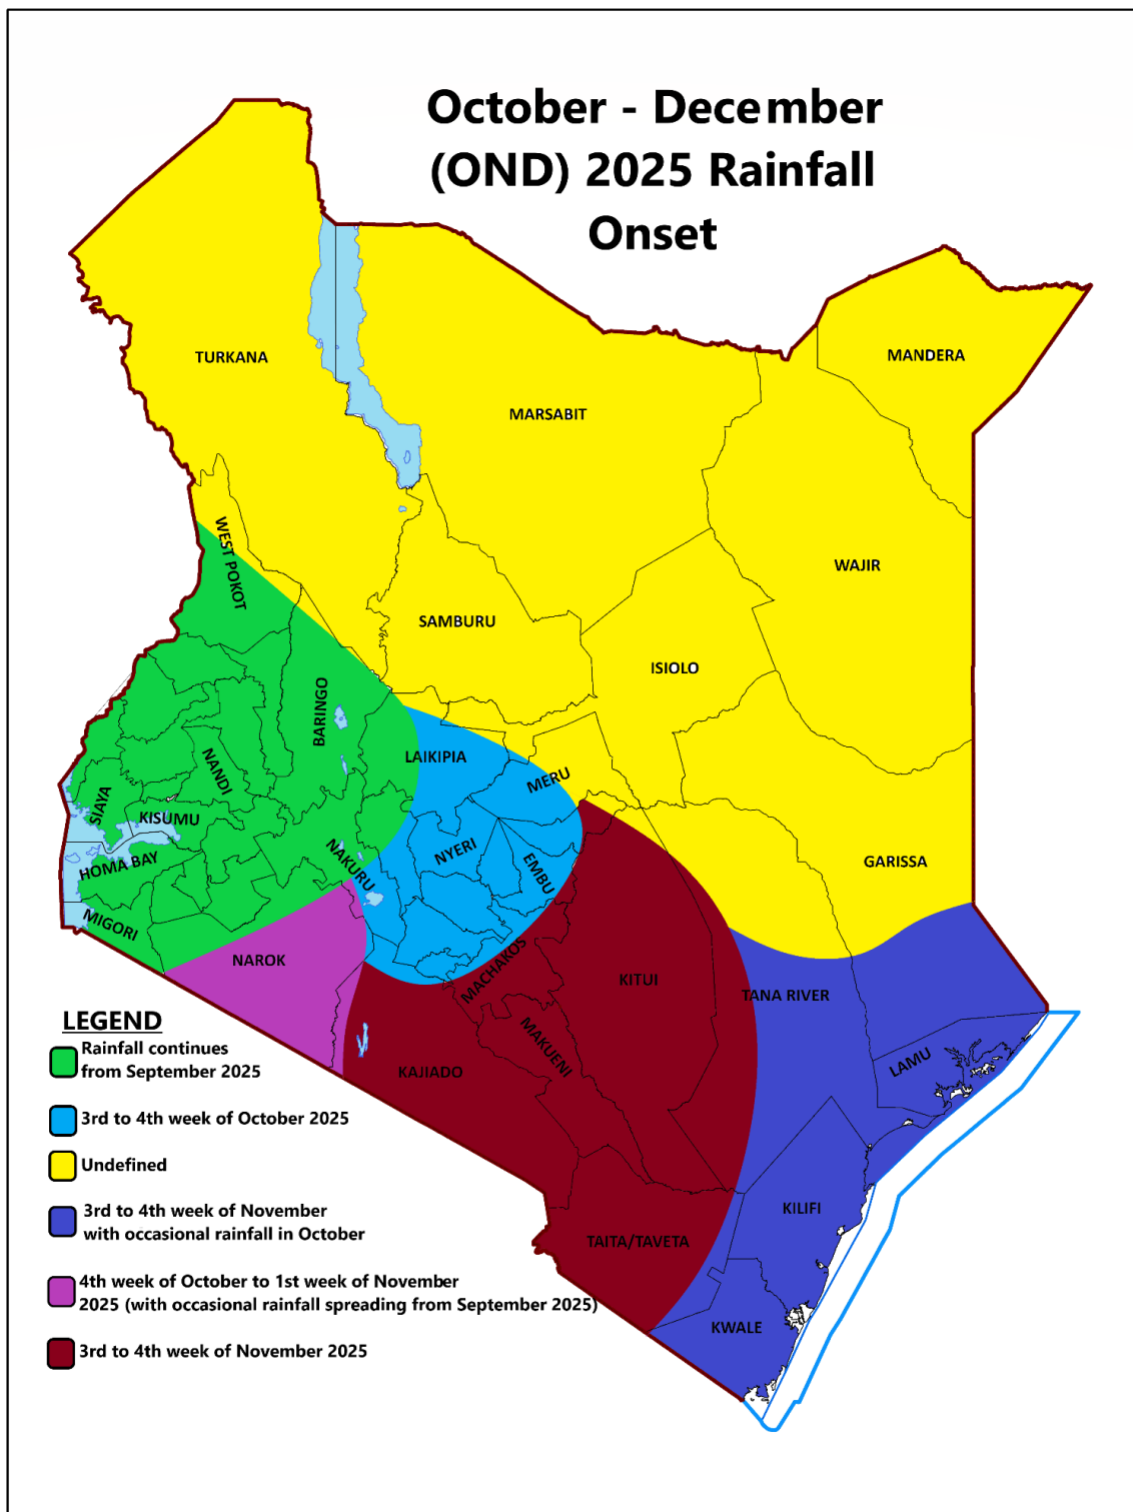 October - December
(OND) 2025 Rainfall
Onset
TURKANA
MARSABIT
MANDERA
WEST POKOT
WAJIR
SAMBURU
ISIOLO
BARINGO
LAIKIPIA
MERU
NANDI
SIAYA
KISUMU
NYERI
EMBU
HOMA BAY
NAKURU
GARISSA
MIGORI
NAROK
MACHAKOS
KITUI
TANA RIVER
MAKUENI
KAJIADO
LAMU
KILIFI
TAITA/TAVETA
KWALE
LEGEND
Rainfall continues
from September 2025
3rd to 4th week of October 2025
Undefined
3rd to 4th week of November
with occasional rainfall in October
4th week of October to 1st week of November
2025 (with occasional rainfall spreading from September 2025)
3rd to 4th week of November 2025